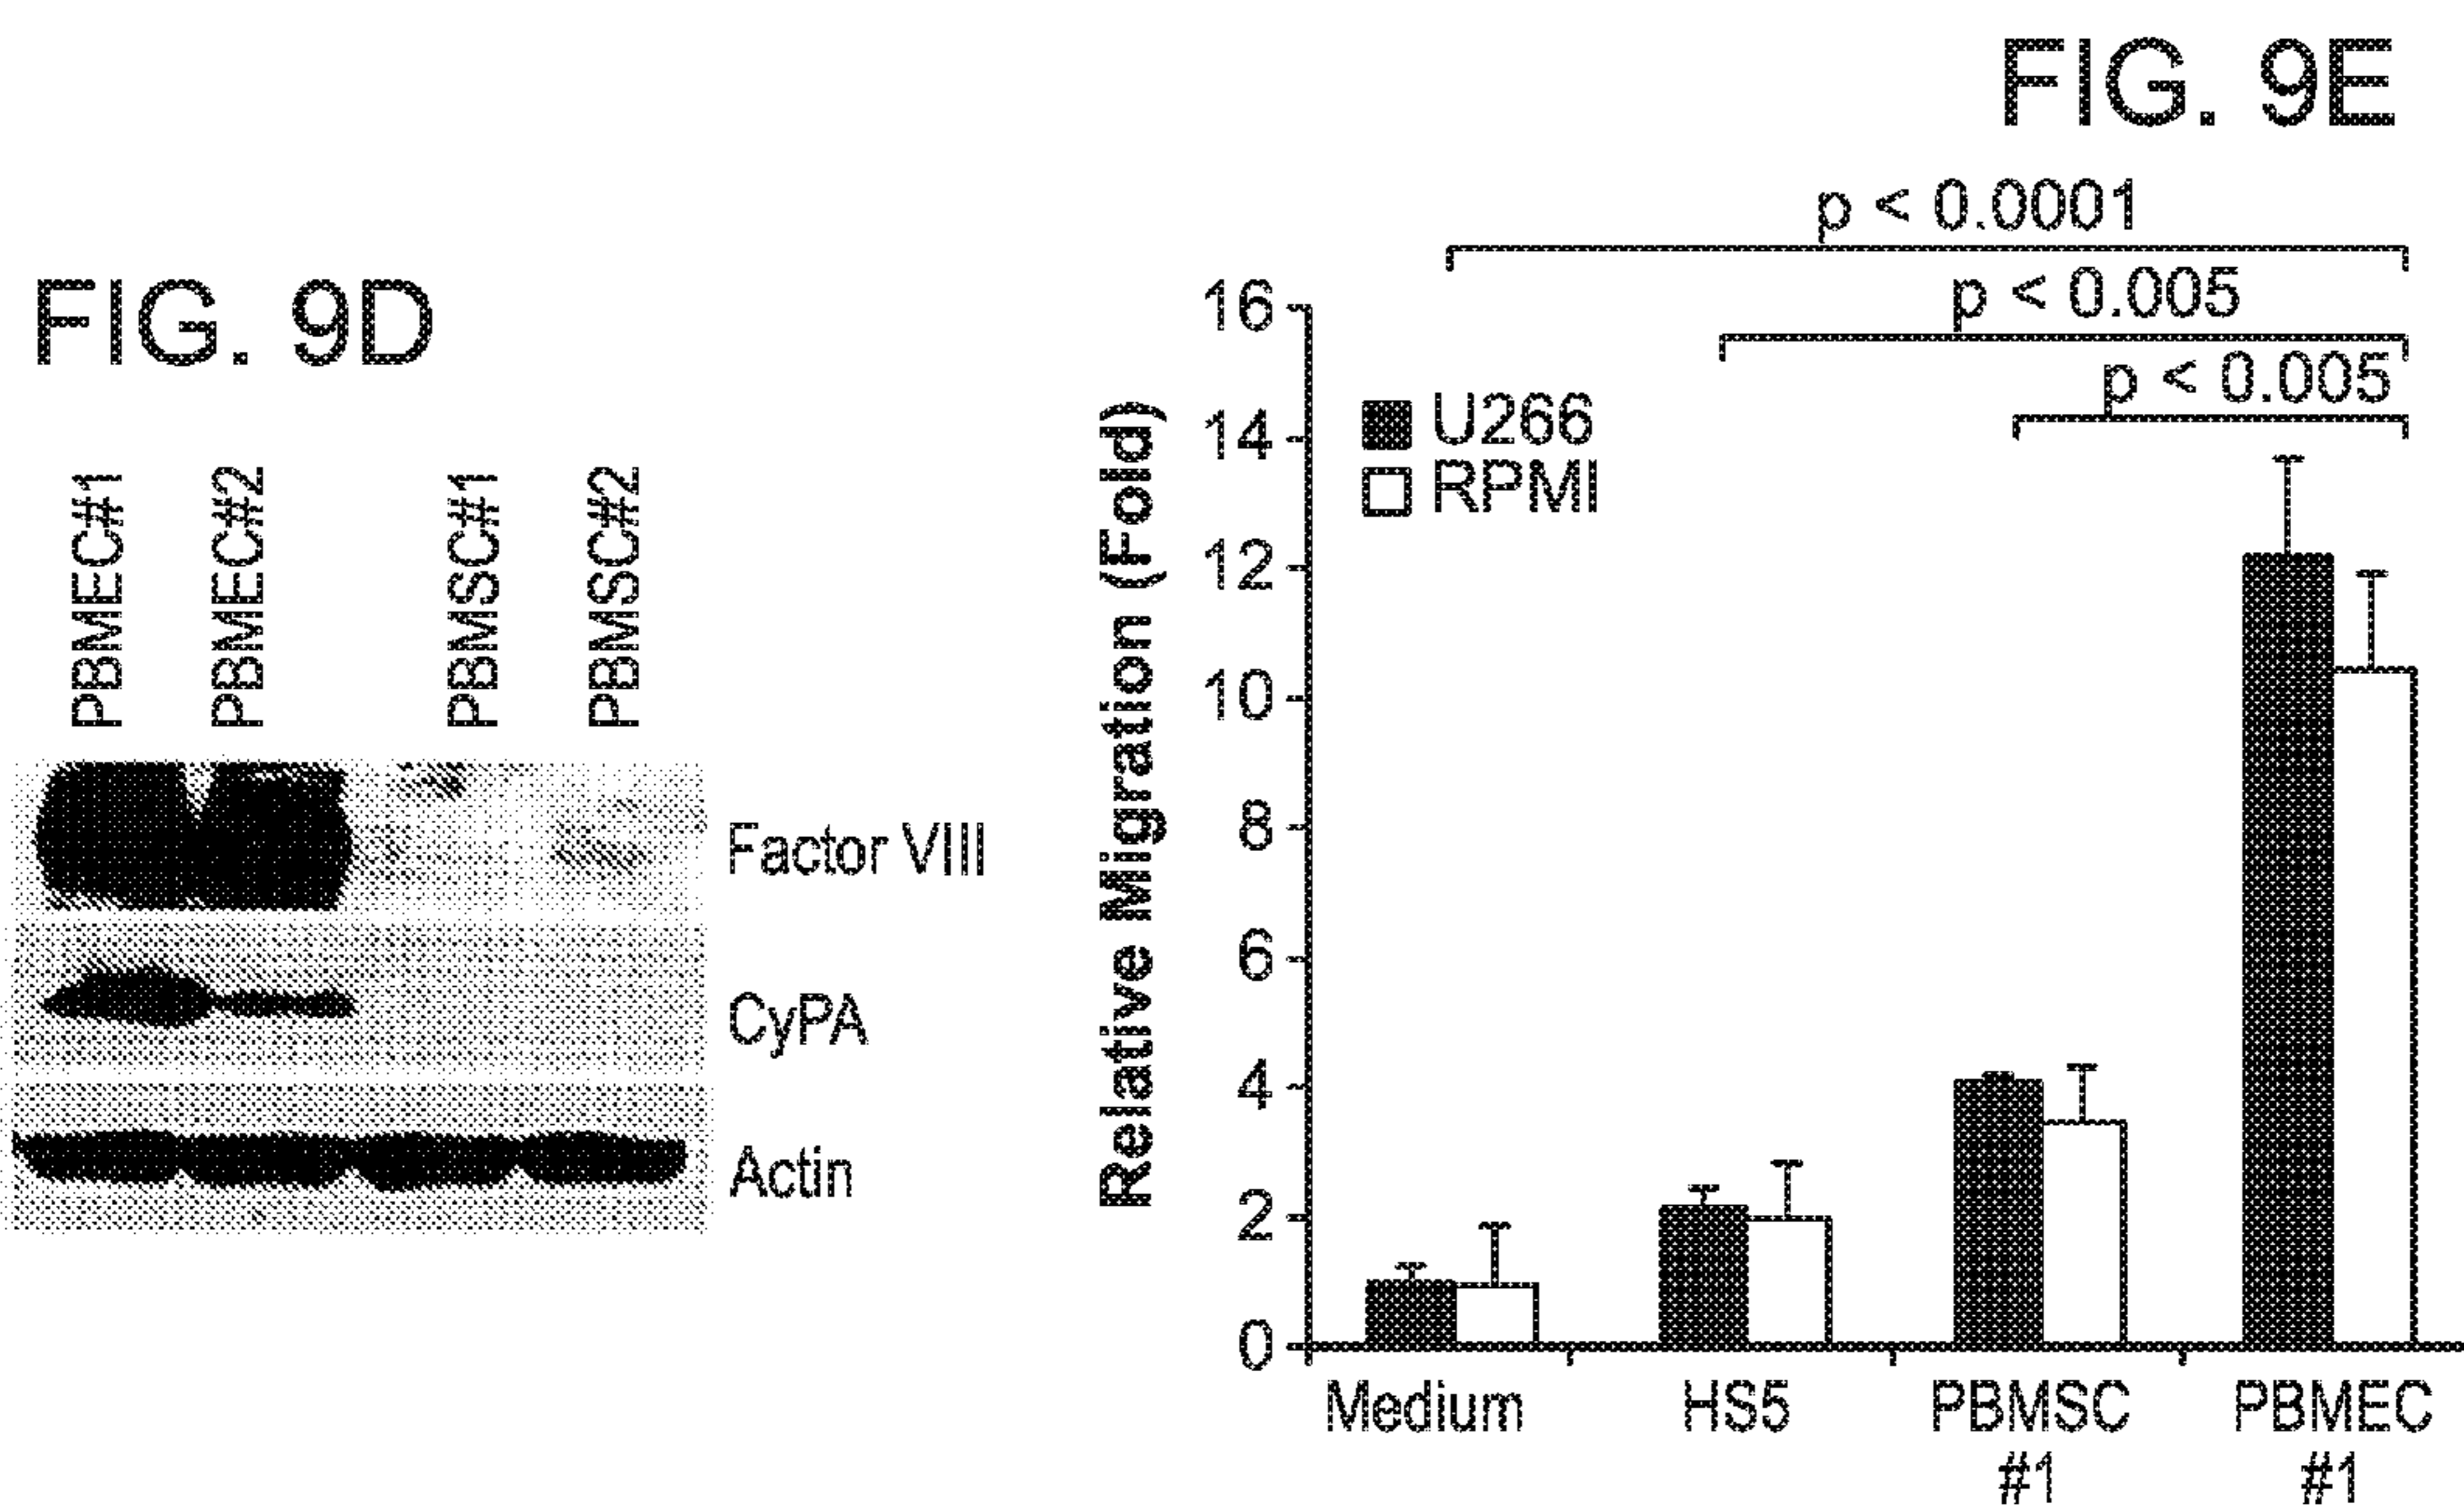 FIG. 9D
PBMEC#1
PBMEC#2
PBMSC#1
PBMSC#2
Factor VIII
CyPA
Actin
FIG. 9E
p < 0.0001
p < 0.005
p < 0.005
Relative Migration (Fold)
16
14
12
10
8
6
4
2
0
U266
RPMI
Medium
HS5
PBMSC
#1
PBMEC
#1